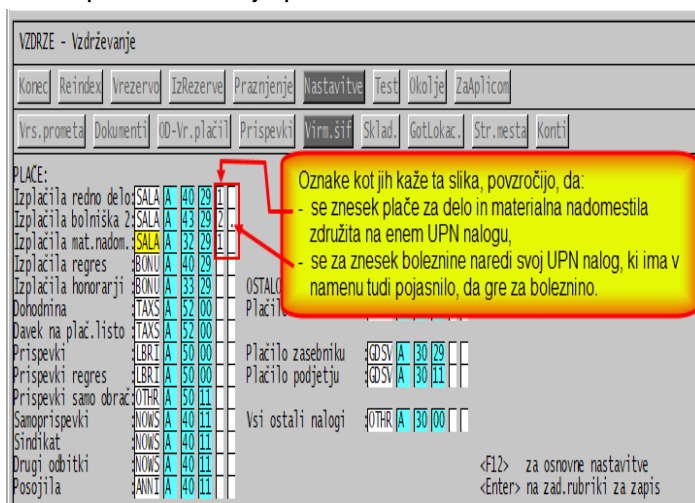 VZDRZE - Vzdrževanje
Konec Reindex Vrezervo IzRezerve Praznjenje Nastavitve Test Okolje ZaAplicom
Vrs.prometa Dokumenti OD-Vr.plačil Prispevki Virm.šif Sklad. GotLokac. Str.mesta Konti
PLAČE:
Izplačila redno delo:SALA A 40 29 1
Izplačila bolniška 2:SALA A 43 29 2 .
Izplačila mat.nadom.:SALA A 32 29 1
Izplačila regres :BONU A 40 29
Izplačila honorarji :BONU A 33 29 OSTALO
Dohodnina :TAXS A 52 00 Plačilo
Davek na plač.listo :TAXS A 52 00
Prispevki :LBRI A 50 00 Plačilo zasebniku :GDSV A 30 29
Prispevki regres :LBRI A 50 00 Plačilo podjetju :GDSV A 30 11
Prispevki samo obrač:OTHR A 50 11
Samoprispevki :NOWS A 40 11 Vsi ostali nalogi :OTHR A 30 00
Sindikat :NOWS A 40 11
Drugi odbitki :NOWS A 40 11 <F12> za osnovne nastavitve
Posojila :ANNI A 40 11 <Enter> na zad.rubriki za zapis
Oznake kot jih kaže ta slika, povzročijo, da:
- se znesek plače za delo in materialna nadomestila
združita na enem UPN nalogu,
- se za znesek boleznine naredi svoj UPN nalog, ki ima v
namenu tudi pojasnilo, da gre za boleznino.